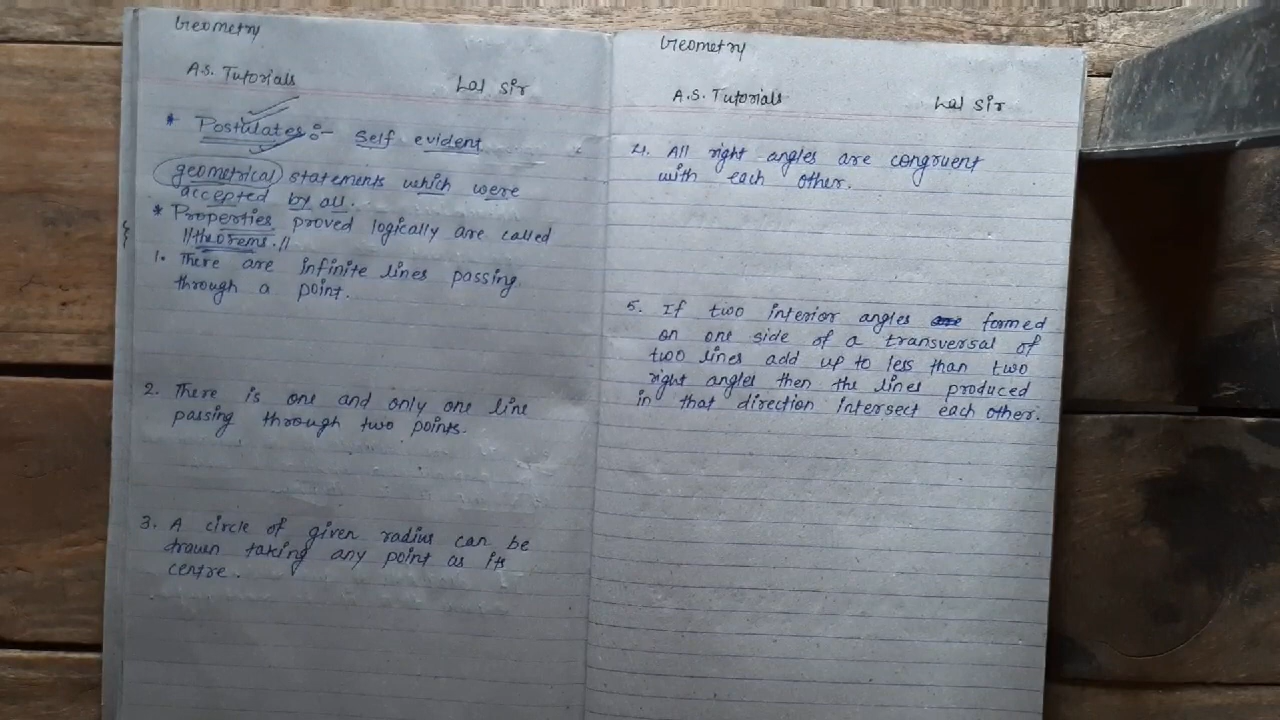 Geometry
A.S. Tutorials Lal Sir
* Postulates :- Self evident
geometrical statements which were
accepted by all.
* Properties proved logically are called
//theorems.//
1. There are infinite lines passing
through a point.
2. There is one and only one line
passing through two points.
3. A circle of given radius can be
drawn taking any point as its
centre.
Geometry
A.S. Tutorials Lal Sir
4. All right angles are congruent
with each other.
5. If two interior angles formed
on one side of a transversal of
two lines add up to less than two
right angles then the lines produced
in that direction intersect each other.